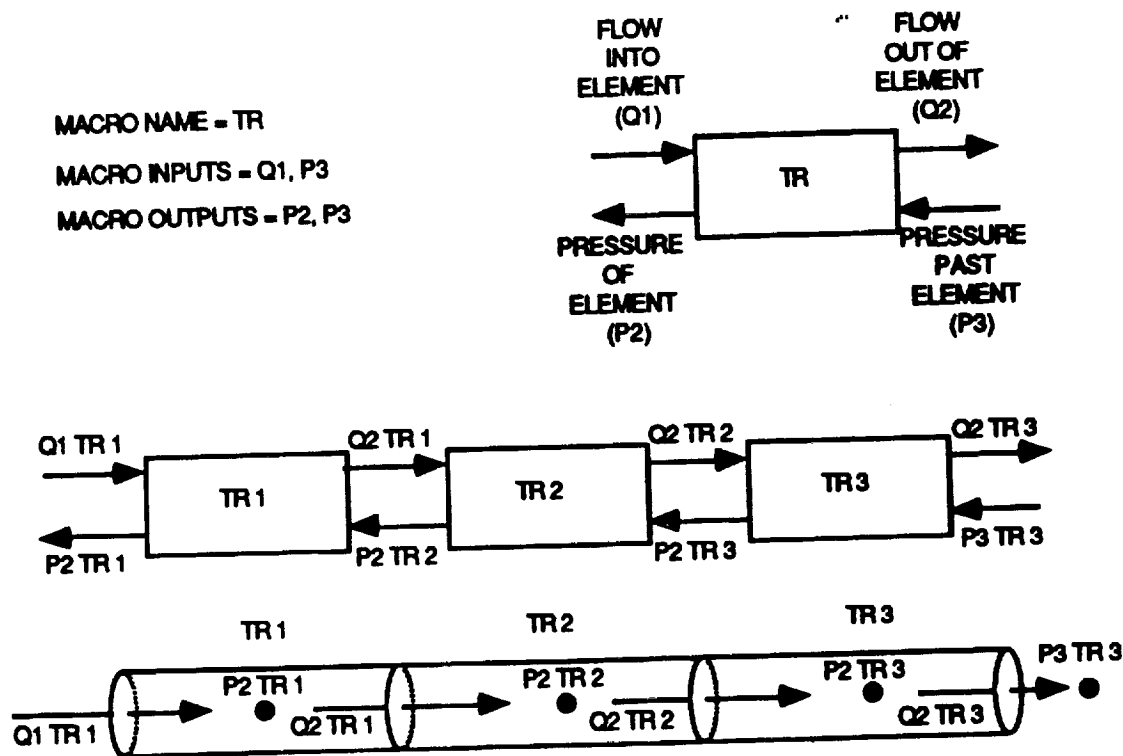 FLOW
INTO
ELEMENT
(Q1)
FLOW
OUT OF
ELEMENT
(Q2)
MACRO NAME = TR
MACRO INPUTS = Q1, P3
MACRO OUTPUTS = P2, P3
TR
PRESSURE
OF
ELEMENT
(P2)
PRESSURE
PAST
ELEMENT
(P3)
Q1 TR 1
Q2 TR 1
Q2 TR 2
Q2 TR 3
TR 1
TR 2
TR 3
P2 TR 1
P2 TR 2
P2 TR 3
P3 TR 3
TR 1
TR 2
TR 3
P2 TR 1
P2 TR 2
P2 TR 3
P3 TR 3
Q1 TR 1
Q2 TR 1
Q2 TR 2
Q2 TR 3